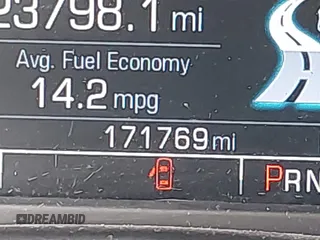 23798.1 mi
Avg. Fuel Economy
14.2 mpg
171769 mi
PRN
DREAMBID